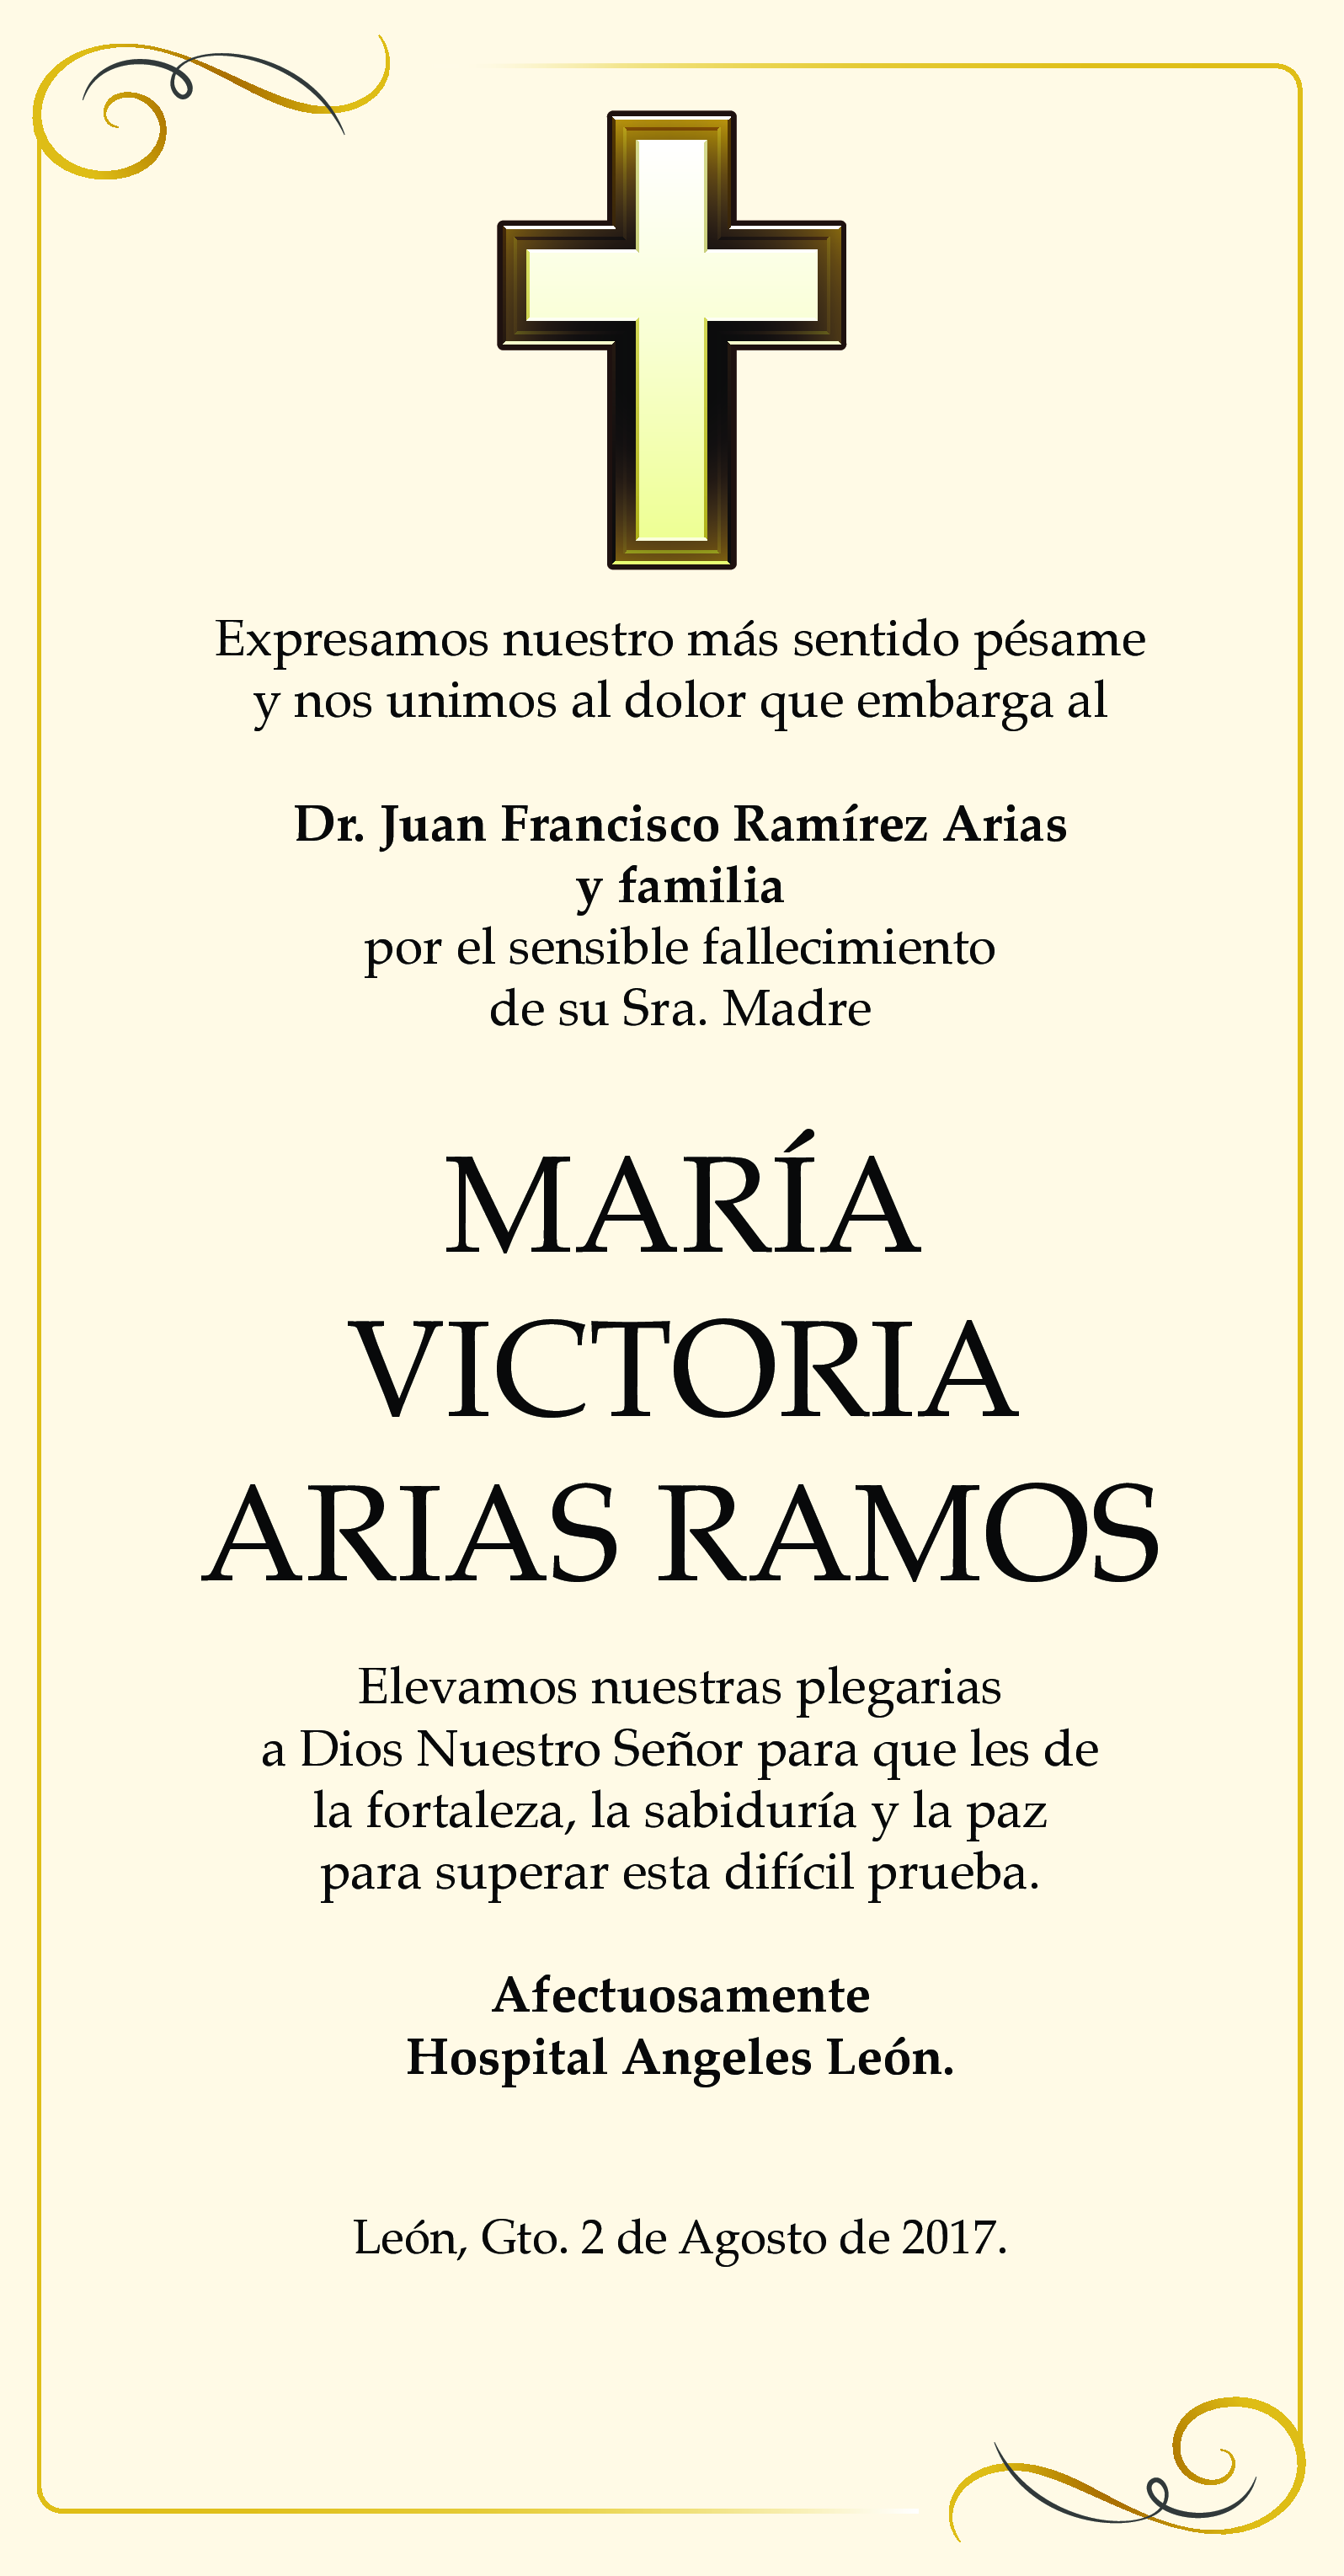 Expresamos nuestro más sentido pésame
y nos unimos al dolor que embarga al
Dr. Juan Francisco Ramírez Arias
y familia
por el sensible fallecimiento
de su Sra. Madre
MARÍA
VICTORIA
ARIAS RAMOS
Elevamos nuestras plegarias
a Dios Nuestro Señor para que les de
la fortaleza, la sabiduría y la paz
para superar esta difícil prueba.
Afectuosamente
Hospital Angeles León.
León, Gto. 2 de Agosto de 2017.